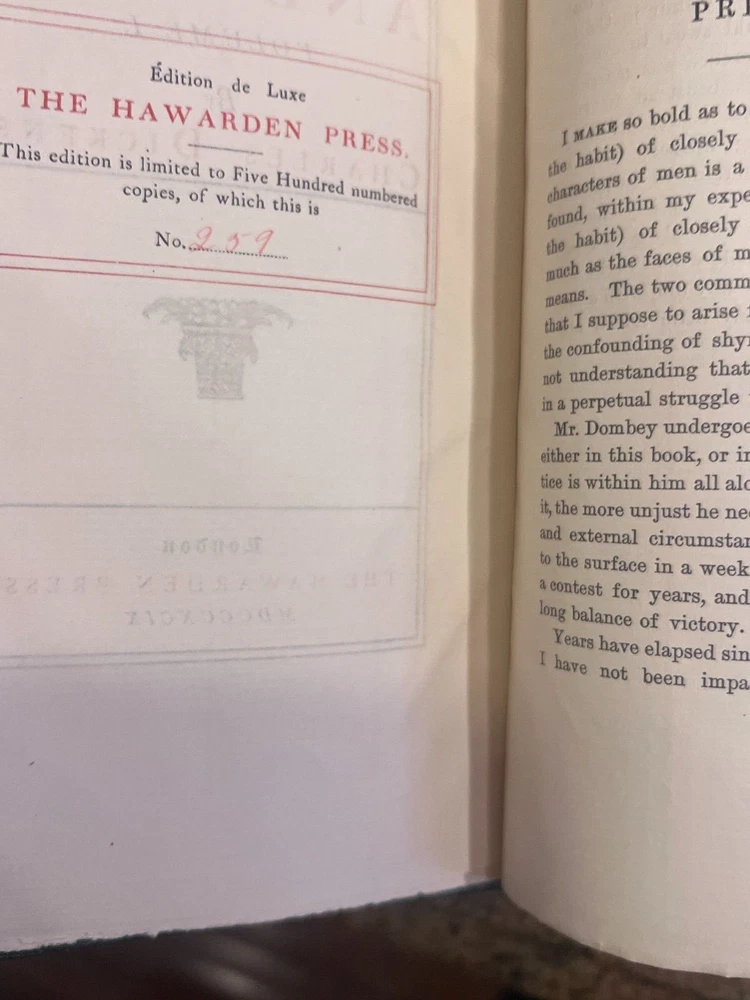 Édition de Luxe
THE HAWARDEN PRESS.
This edition is limited to Five Hundred numbered
copies, of which this is
No. 259
PRE
I MAKE so bold as to
the habit) of closely
characters of men is a
found, within my expe
the habit) of closely
much as the faces of m
means. The two comm
that I suppose to arise
the confounding of shy
not understanding that
in a perpetual struggle
Mr. Dombey undergoe
either in this book, or in
tice is within him all alo
it, the more unjust he ne
and external circumstan
to the surface in a week
a contest for years, and
long balance of victory.
Years have elapsed sin
I have not been impa